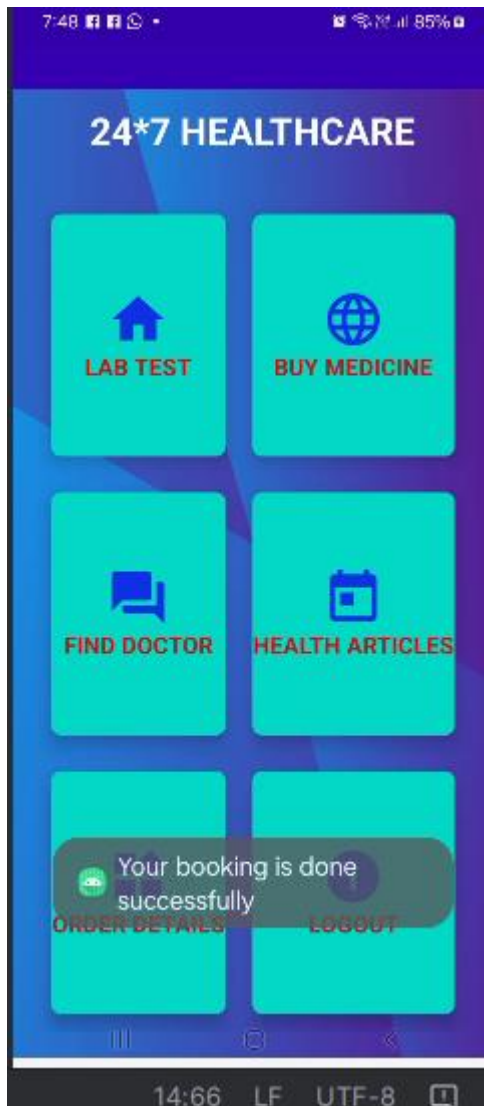 7:48
85%
24*7 HEALTHCARE
LAB TEST
BUY MEDICINE
FIND DOCTOR
HEALTH ARTICLES
Your booking is done
successfully
ORDER DETAILS
LOGOUT
14:66 LF UTF-8